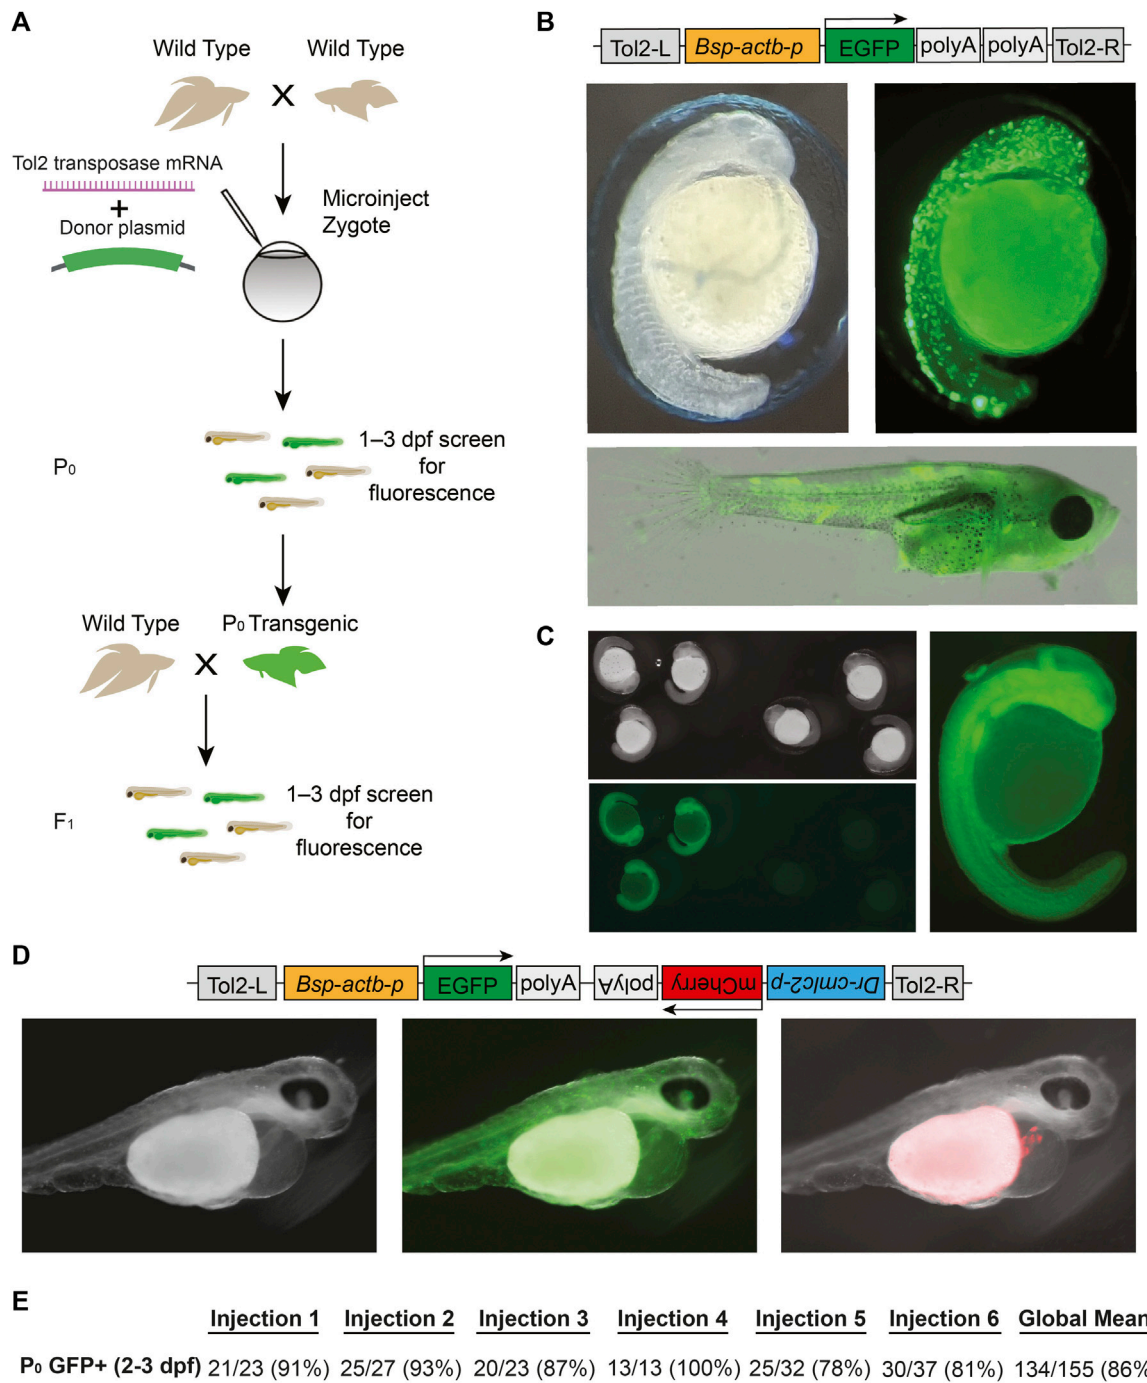 A
Wild Type
Wild Type
X
Tol2 transposase mRNA
+
Donor plasmid
Microinject
Zygote
P0
1–3 dpf screen
for
fluorescence
Wild Type
P0 Transgenic
X
F1
1–3 dpf screen
for
fluorescence
B
Tol2-L Bsp-actb-p EGFP polyA polyA Tol2-R
C
D
Tol2-L Bsp-actb-p EGFP polyA polyA mCherry Dr-cmlc2-p Tol2-R
E
Injection 1 Injection 2 Injection 3 Injection 4 Injection 5 Injection 6 Global Mean
P0 GFP+ (2-3 dpf) 21/23 (91%) 25/27 (93%) 20/23 (87%) 13/13 (100%) 25/32 (78%) 30/37 (81%) 134/155 (86%